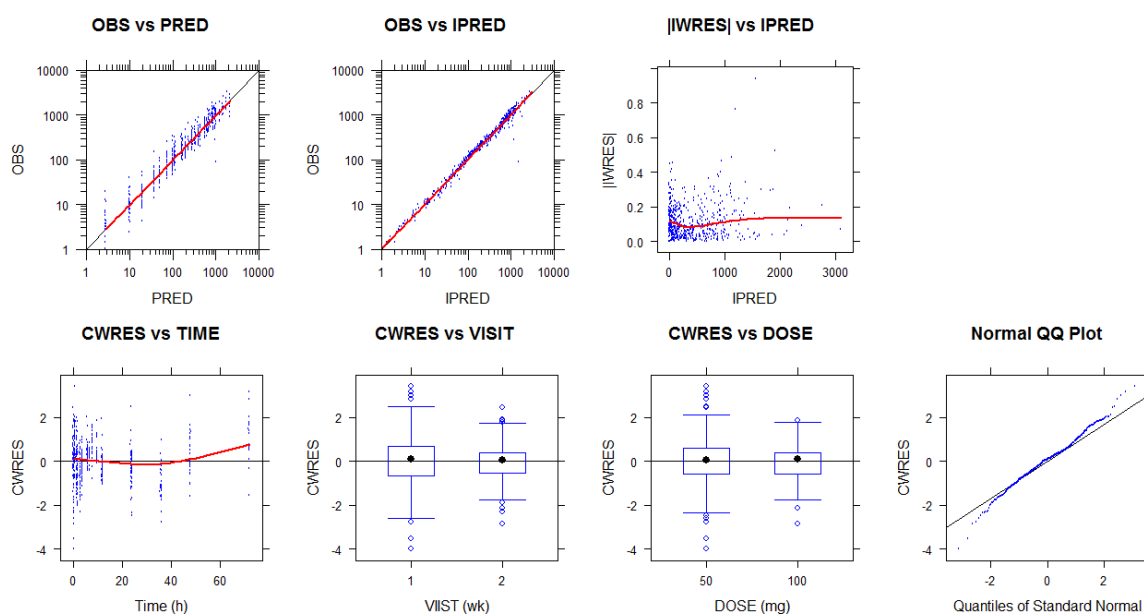 OBS vs PRED
OBS vs IPRED
|IWRES| vs IPRED
10000
1000
100
10
1
OBS
1
10
100
1000
10000
PRED
10000
1000
100
10
1
OBS
1
10
100
1000
10000
IPRED
0.8
0.6
0.4
0.2
0.0
|IWRES|
0
1000
2000
3000
IPRED
CWRES vs TIME
CWRES vs VISIT
CWRES vs DOSE
Normal QQ Plot
2
0
-2
-4
CWRES
0
20
40
60
Time (h)
2
0
-2
-4
CWRES
1
2
VIIST (wk)
2
0
-2
-4
CWRES
50
100
DOSE (mg)
2
0
-2
-4
CWRES
-2
0
2
Quantiles of Standard Normal